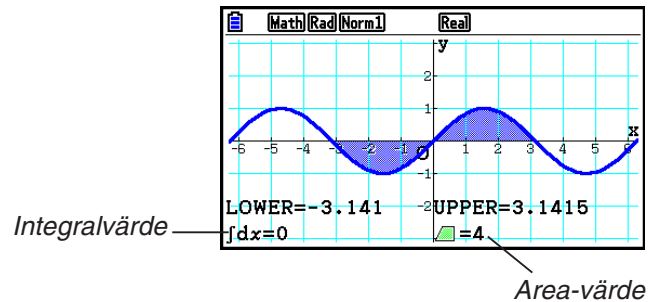 Math Rad Norm1 Real
y
2
1
x
-6 -5 -4 -3 -2 -1 O 1 2 3 4 5 6
-1
-2
LOWER=-3.141 UPPER=3.1415
∫dx=0 =4
Integralvärde
Area-värde